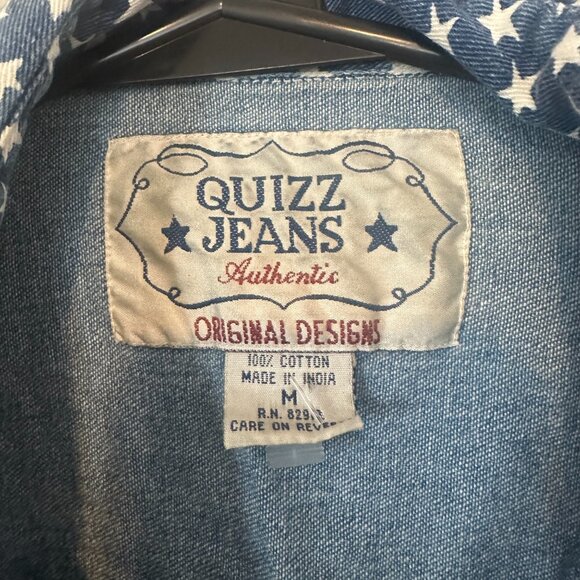 QUIZZ
JEANS
Authentic
ORIGINAL DESIGNS
100% COTTON
MADE IN INDIA
M
R.N.
CARE ON